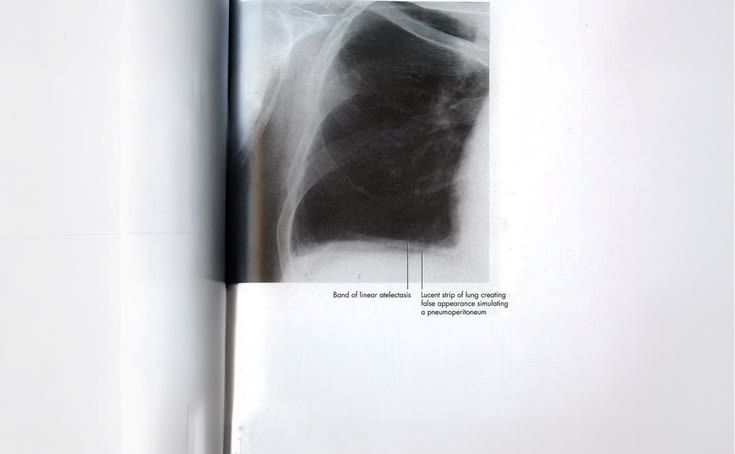 Band of linear atelectasis
Lucent strip of lung creating
false appearance simulating
a pneumoperitoneum